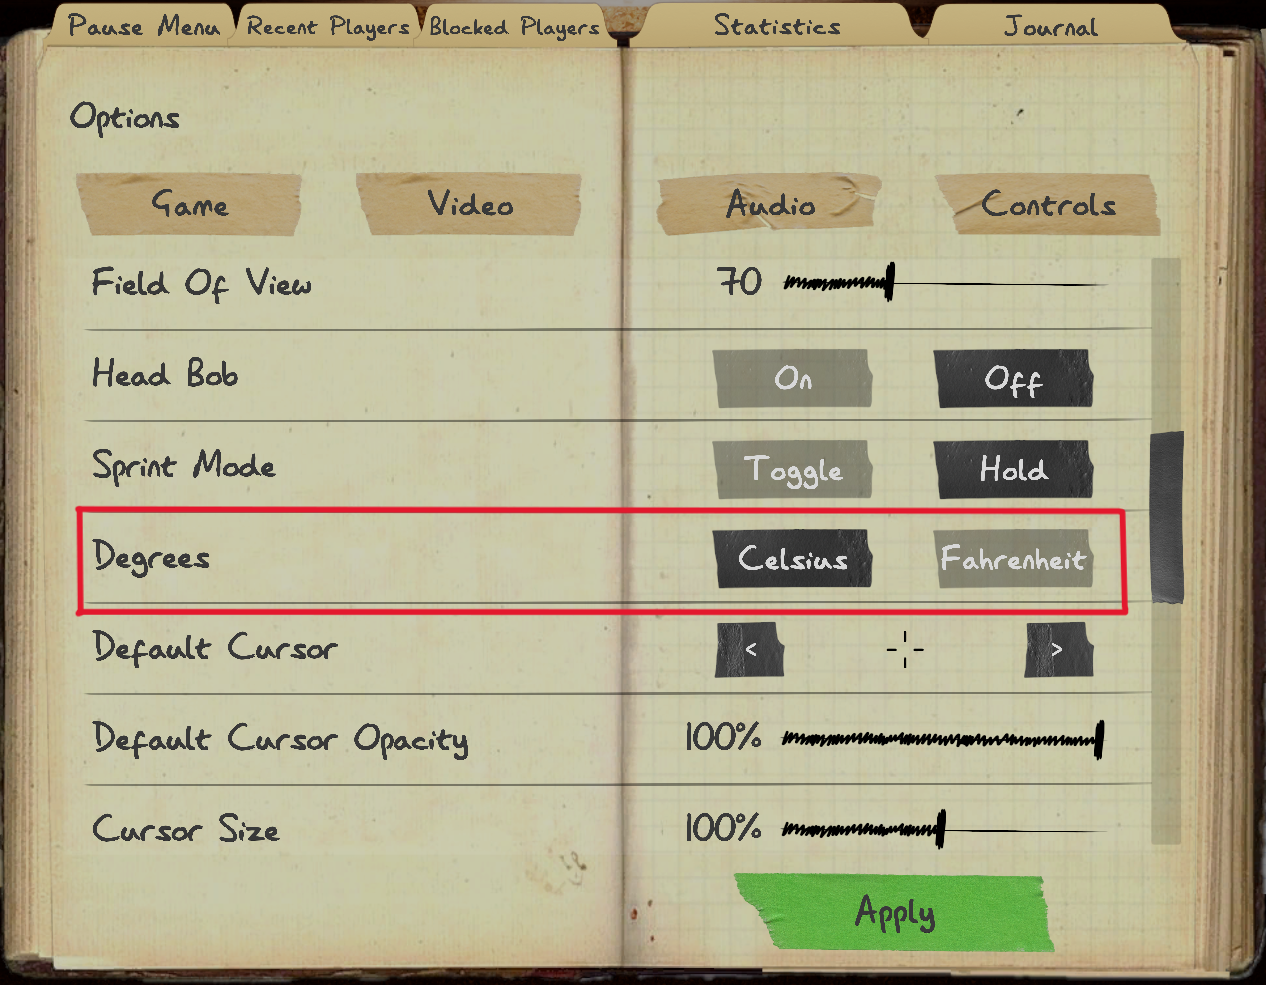 Pause Menu Recent Players Blocked Players Statistics Journal
Options
Game Video Audio Controls
Field Of View 70
Head Bob On Off
Sprint Mode Toggle Hold
Degrees Celsius Fahrenheit
Default Cursor < >
Default Cursor Opacity 100%
Cursor Size 100%
Apply